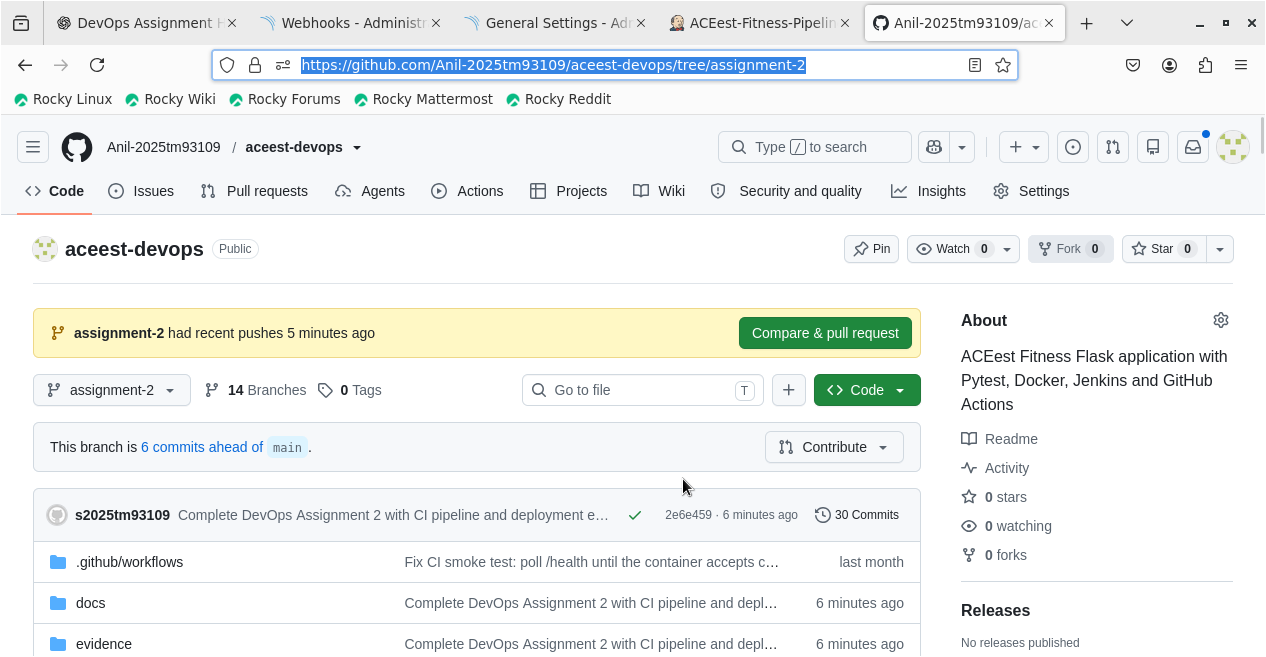 DevOps Assignment H
Webhooks - Administr
General Settings - Ad
ACEest-Fitness-Pipelin
Anil-2025tm93109/ace
https://github.com/Anil-2025tm93109/aceest-devops/tree/assignment-2
Rocky Linux
Rocky Wiki
Rocky Forums
Rocky Mattermost
Rocky Reddit
Anil-2025tm93109 / aceest-devops
Type / to search
Code
Issues
Pull requests
Agents
Actions
Projects
Wiki
Security and quality
Insights
Settings
aceest-devops Public
Pin
Watch 0
Fork 0
Star 0
assignment-2 had recent pushes 5 minutes ago
Compare & pull request
assignment-2
14 Branches
0 Tags
Go to file T
Code
This branch is 6 commits ahead of main .
Contribute
s2025tm93109 Complete DevOps Assignment 2 with CI pipeline and deployment e… 2e6e459 · 6 minutes ago 30 Commits
.github/workflows Fix CI smoke test: poll /health until the container accepts c… last month
docs Complete DevOps Assignment 2 with CI pipeline and depl… 6 minutes ago
evidence Complete DevOps Assignment 2 with CI pipeline and depl… 6 minutes ago
About
ACEest Fitness Flask application with
Pytest, Docker, Jenkins and GitHub
Actions
Readme
Activity
0 stars
0 watching
0 forks
Releases
No releases published